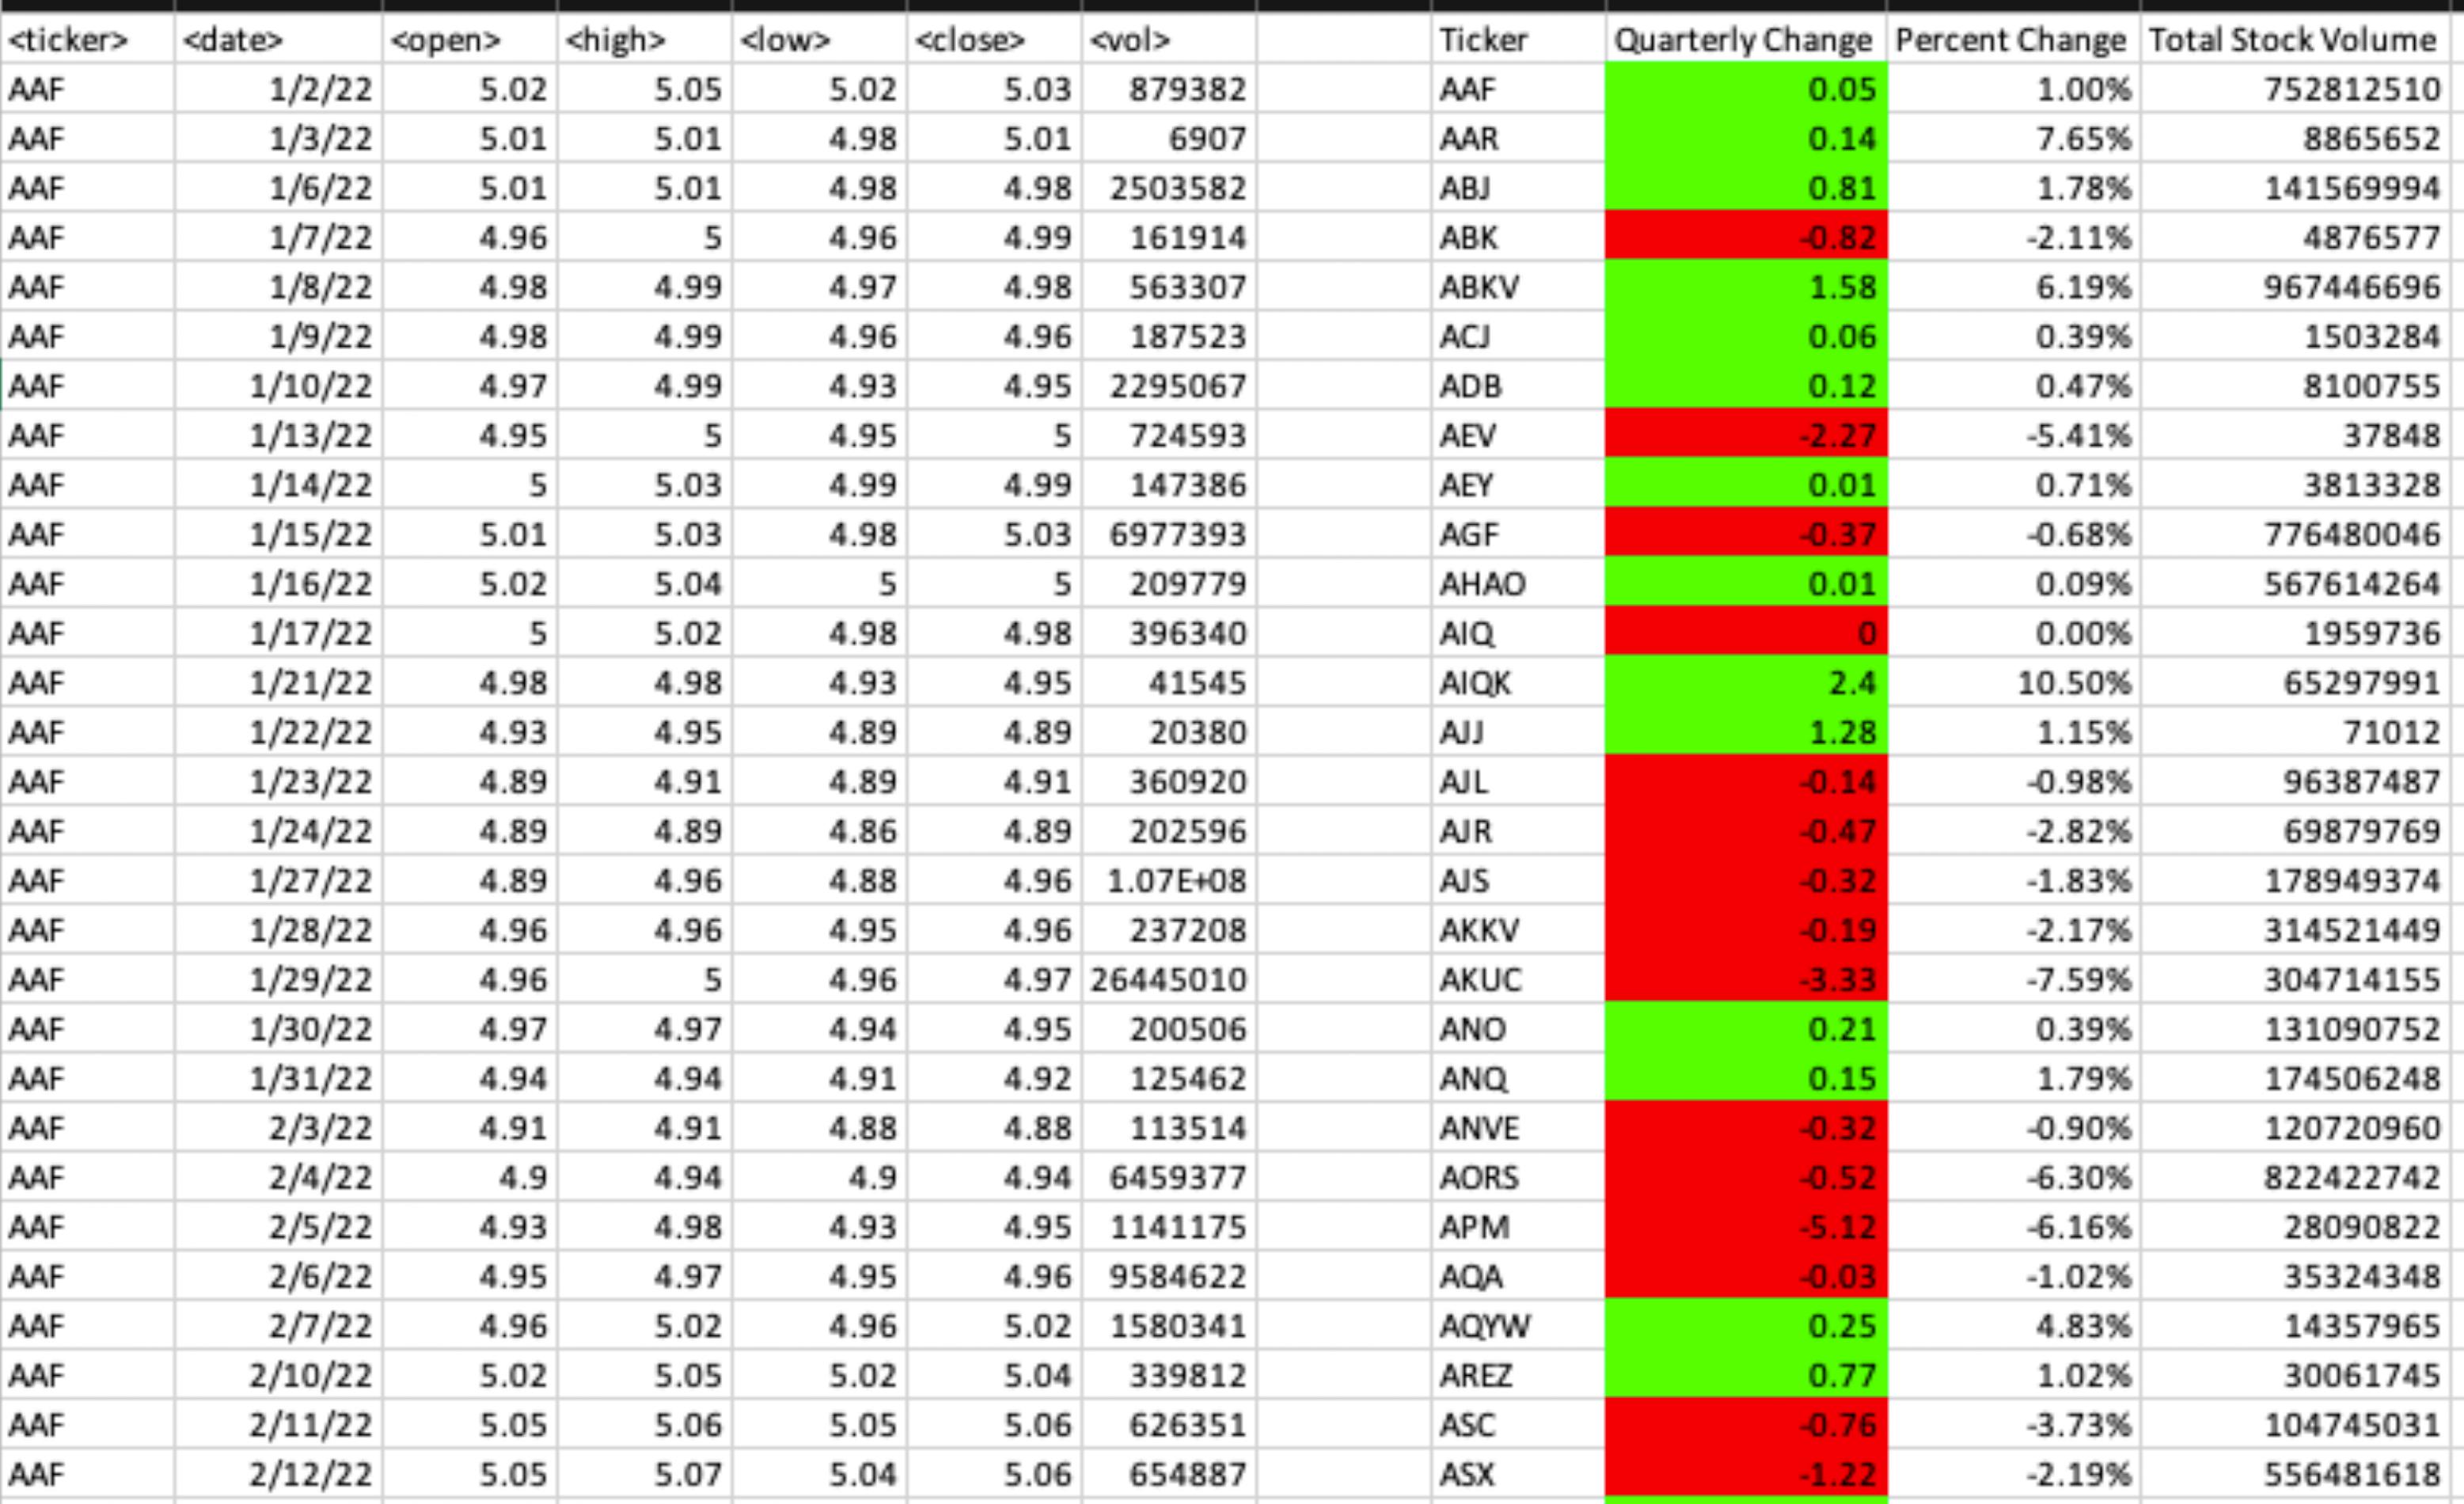 <ticker> <date> <open> <high> <low> <close> <vol> Ticker Quarterly Change Percent Change Total Stock Volume
AAF 1/2/22 5.02 5.05 5.02 5.03 879382 AAF 0.05 1.00% 752812510
AAF 1/3/22 5.01 5.01 4.98 5.01 6907 AAR 0.14 7.65% 8865652
AAF 1/6/22 5.01 5.01 4.98 4.98 2503582 ABJ 0.81 1.78% 141569994
AAF 1/7/22 4.96 5 4.96 4.99 161914 ABK -0.82 -2.11% 4876577
AAF 1/8/22 4.98 4.99 4.97 4.98 563307 ABKV 1.58 6.19% 967446696
AAF 1/9/22 4.98 4.99 4.96 4.96 187523 ACJ 0.06 0.39% 1503284
AAF 1/10/22 4.97 4.99 4.93 4.95 2295067 ADB 0.12 0.47% 8100755
AAF 1/13/22 4.95 5 4.95 5 724593 AEV -2.27 -5.41% 37848
AAF 1/14/22 5 5.03 4.99 4.99 147386 AEY 0.01 0.71% 3813328
AAF 1/15/22 5.01 5.03 4.98 5.03 6977393 AGF -0.37 -0.68% 776480046
AAF 1/16/22 5.02 5.04 5 5 209779 AHAO 0.01 0.09% 567614264
AAF 1/17/22 5 5.02 4.98 4.98 396340 AIQ 0 0.00% 1959736
AAF 1/21/22 4.98 4.98 4.93 4.95 41545 AIQK 2.4 10.50% 65297991
AAF 1/22/22 4.93 4.95 4.89 4.89 20380 AJJ 1.28 1.15% 71012
AAF 1/23/22 4.89 4.91 4.89 4.91 360920 AJL -0.14 -0.98% 96387487
AAF 1/24/22 4.89 4.89 4.86 4.89 202596 AJR -0.47 -2.82% 69879769
AAF 1/27/22 4.89 4.96 4.88 4.96 1.07E+08 AJS -0.32 -1.83% 178949374
AAF 1/28/22 4.96 4.96 4.95 4.96 237208 AKKV -0.19 -2.17% 314521449
AAF 1/29/22 4.96 5 4.96 4.97 26445010 AKUC -3.33 -7.59% 304714155
AAF 1/30/22 4.97 4.97 4.94 4.95 200506 ANO 0.21 0.39% 131090752
AAF 1/31/22 4.94 4.94 4.91 4.92 125462 ANQ 0.15 1.79% 174506248
AAF 2/3/22 4.91 4.91 4.88 4.88 113514 ANVE -0.32 -0.90% 120720960
AAF 2/4/22 4.9 4.94 4.9 4.94 6459377 AORS -0.52 -6.30% 822422742
AAF 2/5/22 4.93 4.98 4.93 4.95 1141175 APM -5.12 -6.16% 28090822
AAF 2/6/22 4.95 4.97 4.95 4.96 9584622 AQA -0.03 -1.02% 35324348
AAF 2/7/22 4.96 5.02 4.96 5.02 1580341 AQYW 0.25 4.83% 14357965
AAF 2/10/22 5.02 5.05 5.02 5.04 339812 AREZ 0.77 1.02% 30061745
AAF 2/11/22 5.05 5.06 5.05 5.06 626351 ASC -0.76 -3.73% 104745031
AAF 2/12/22 5.05 5.07 5.04 5.06 654887 ASX -1.22 -2.19% 556481618